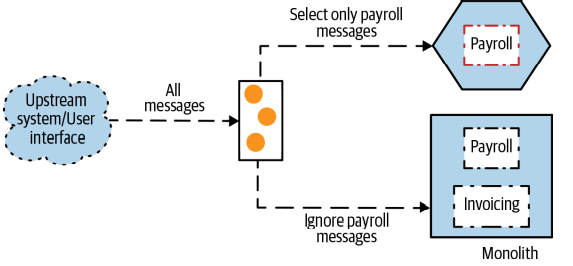 Select only payroll
messages
Payroll
All
messages
Upstream
system/User
interface
Payroll
Invoicing
Ignore payroll
messages
Monolith